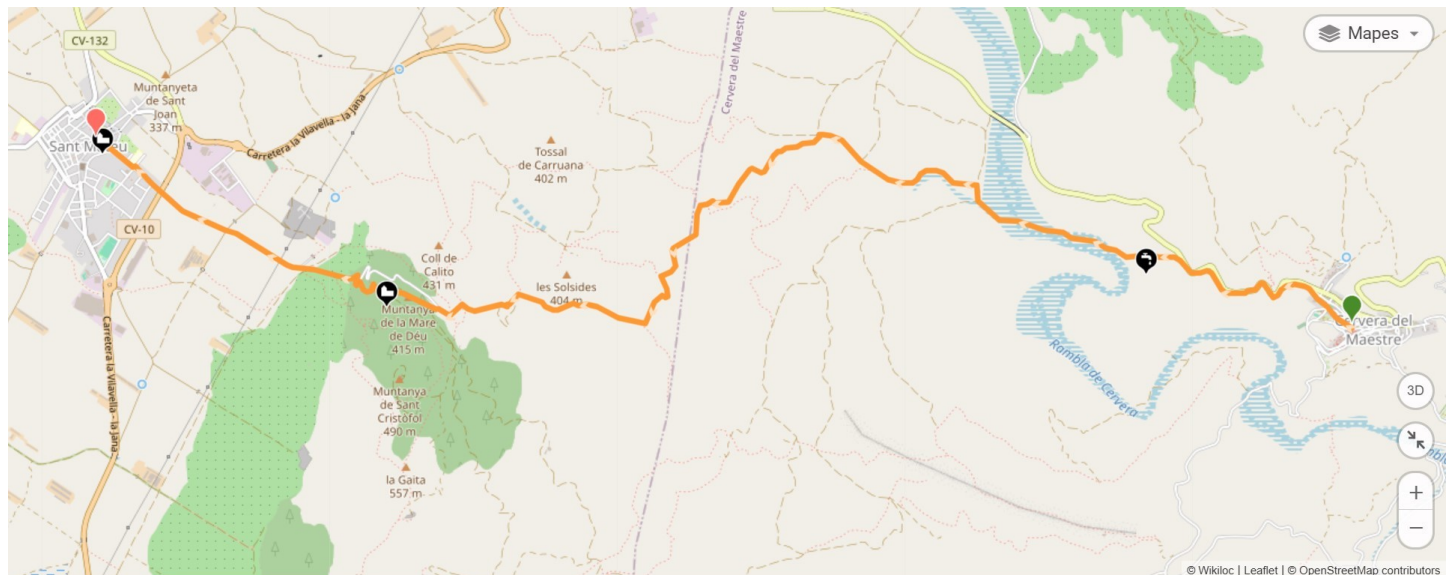 Mapes
CV-132
Muntanyeta
de Sant
Joan
337 m
Cervera del Maestre
Sant
Carretera la Vilavella - la Jana
Tossal
de Carruana
402 m
CV-10
Coll de
Calito
431 m
les Solsides
404 m
Muntanya
de la Mare
de Déu
415 m
Cervera del
Maestre
Rambla de Cervera
Carretera la Vilavella - la Jana
Muntanya
de Sant
Cristòfol
490 m
3D
la Gaita
557 m
+
−
© Wikiloc | Leaflet | © OpenStreetMap contributors